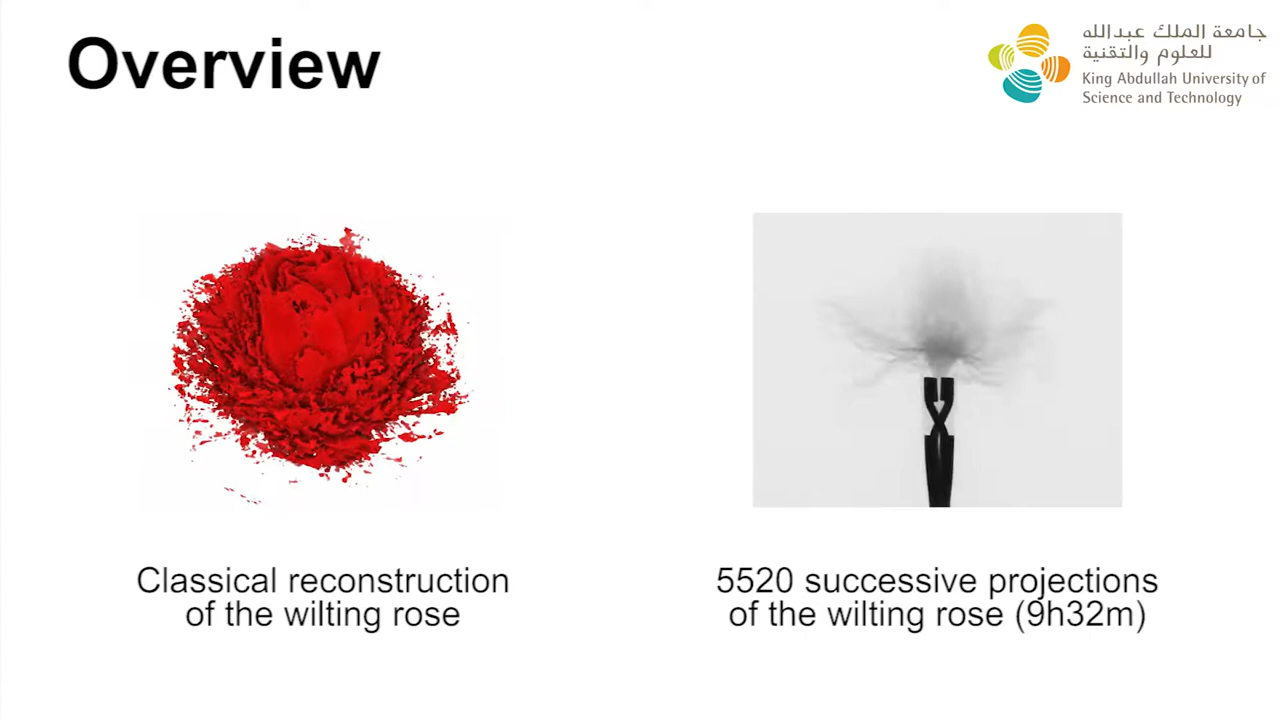 Overview
جامعة الملك عبدالله
للعلوم والتقنية
King Abdullah University of
Science and Technology
Classical reconstruction
of the wilting rose
5520 successive projections
of the wilting rose (9h32m)